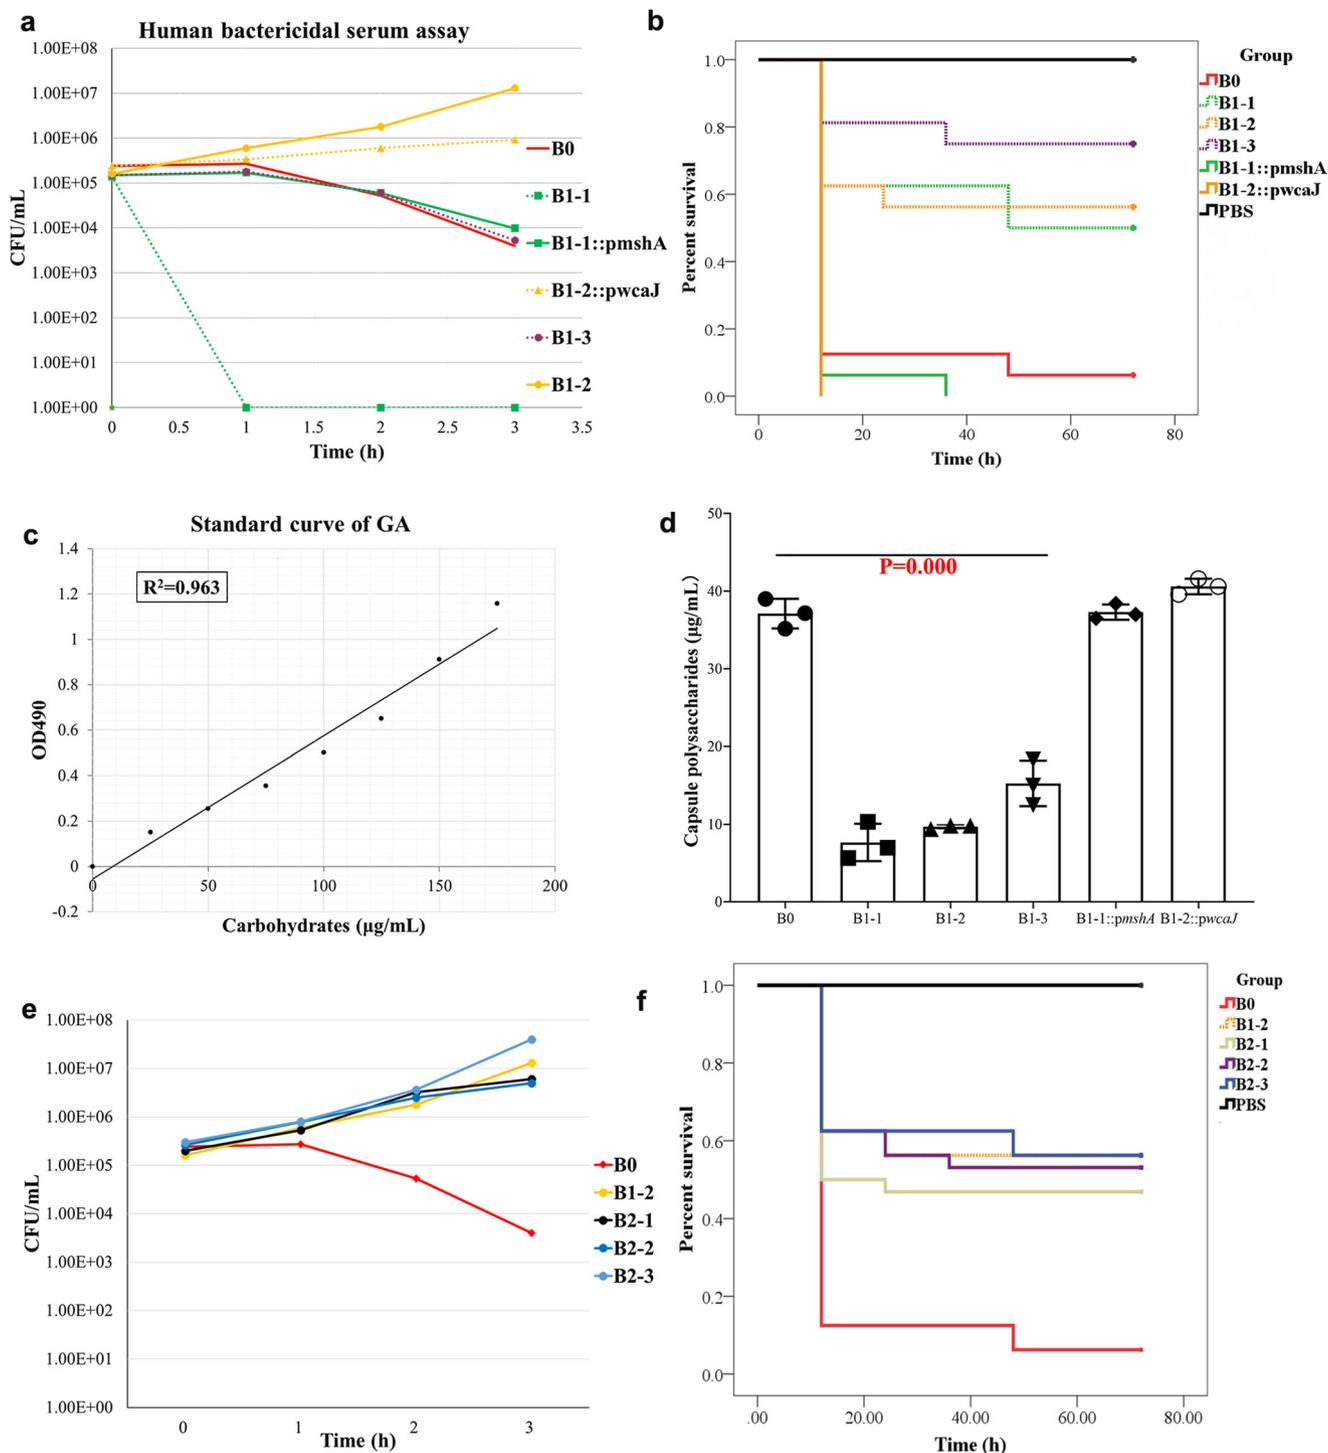 a
Human bactericidal serum assay
1.00E+08
1.00E+07
1.00E+06
1.00E+05
1.00E+04
1.00E+03
1.00E+02
1.00E+01
1.00E+00
CFU/mL
0 0.5 1 1.5 2 2.5 3 3.5
Time (h)
B0
B1-1
B1-1::pmshA
B1-2::pwcaJ
B1-3
B1-2
b
1.0
0.8
0.6
0.4
0.2
0.0
Percent survival
0 20 40 60 80
Time (h)
Group
B0
B1-1
B1-2
B1-3
B1-1::pmshA
B1-2::pwcaJ
PBS
c
Standard curve of GA
R²=0.963
1.4
1.2
1
0.8
0.6
0.4
0.2
0
-0.2
OD490
0 50 100 150 200
Carbohydrates (μg/mL)
d
50
40
30
20
10
0
Capsule polysaccharides (μg/mL)
P=0.000
B0 B1-1 B1-2 B1-3 B1-1::pmshA B1-2::pwcaJ
e
1.00E+08
1.00E+07
1.00E+06
1.00E+05
1.00E+04
1.00E+03
1.00E+02
1.00E+01
1.00E+00
CFU/mL
0 1 2 3
Time (h)
B0
B1-2
B2-1
B2-2
B2-3
f
1.0
0.8
0.6
0.4
0.2
0.0
Percent survival
.00 20.00 40.00 60.00 80.00
Time (h)
Group
B0
B1-2
B2-1
B2-2
B2-3
PBS